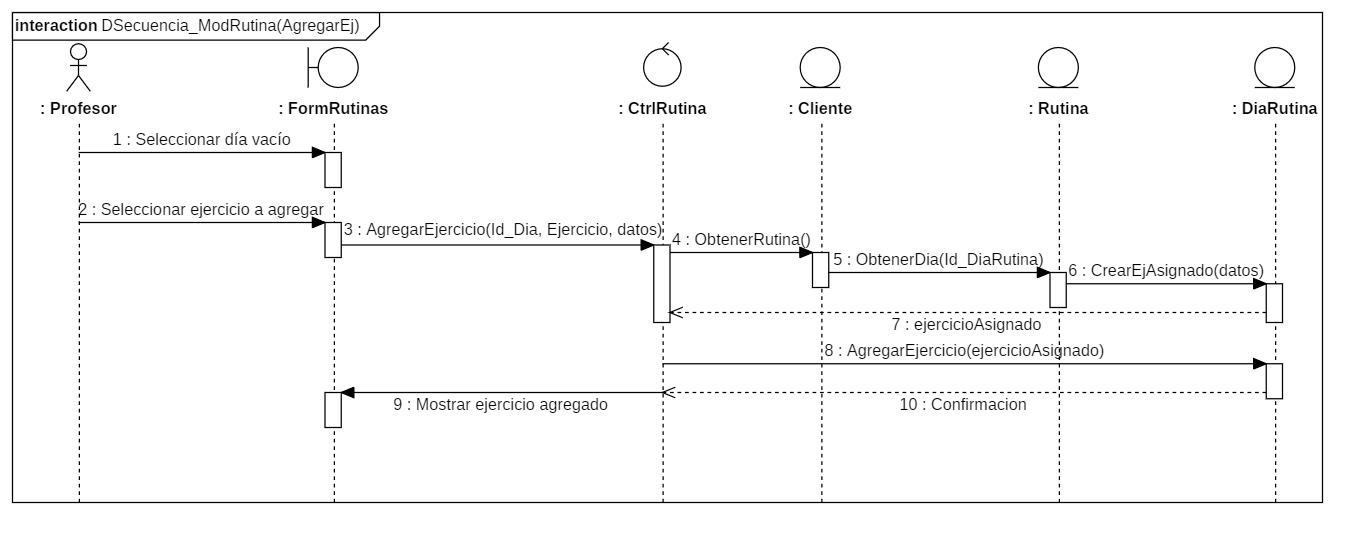 interaction DSecuencia_ModRutina(AgregarEj)
: Profesor
: FormRutinas
: CtrlRutina
: Cliente
: Rutina
: DiaRutina
1 : Seleccionar día vacío
2 : Seleccionar ejercicio a agregar
3 : AgregarEjercicio(Id_Dia, Ejercicio, datos)
4 : ObtenerRutina()
5 : ObtenerDia(Id_DiaRutina)
6 : CrearEjAsignado(datos)
7 : ejercicioAsignado
8 : AgregarEjercicio(ejercicioAsignado)
9 : Mostrar ejercicio agregado
10 : Confirmacion